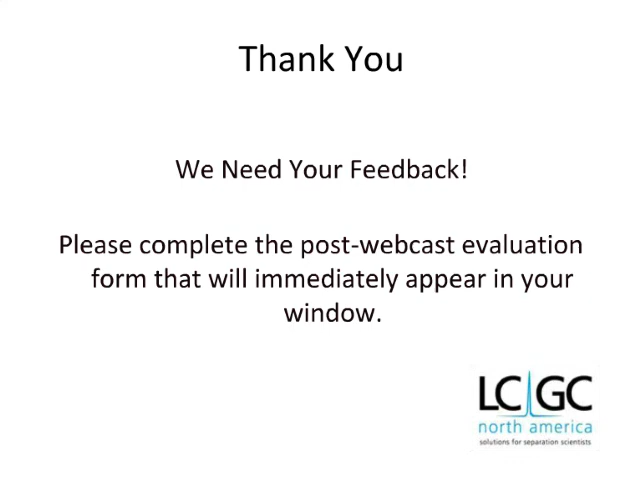 Thank You
We Need Your Feedback!
Please complete the post-webcast evaluation
form that will immediately appear in your
window.
LC GC
north america
solutions for separation scientists